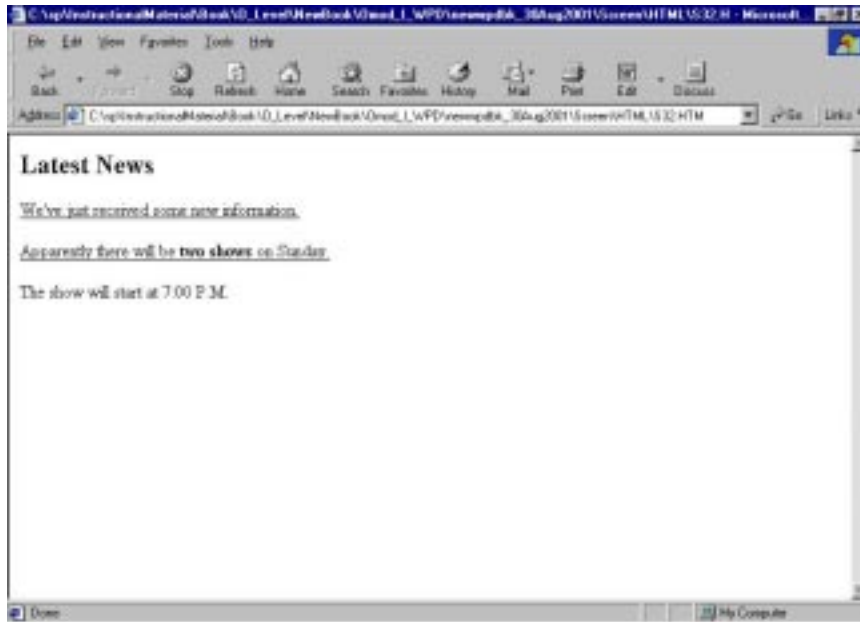 File Edit View Favorites Tools Help
Back Forward Stop Refresh Home Search Favorites History Mail Print Edit Discuss
Address Go Links
Latest News
We've just received some new information.
Apparently there will be two shows on Sunday.
The show will start at 7:00 P.M.
Done My Computer